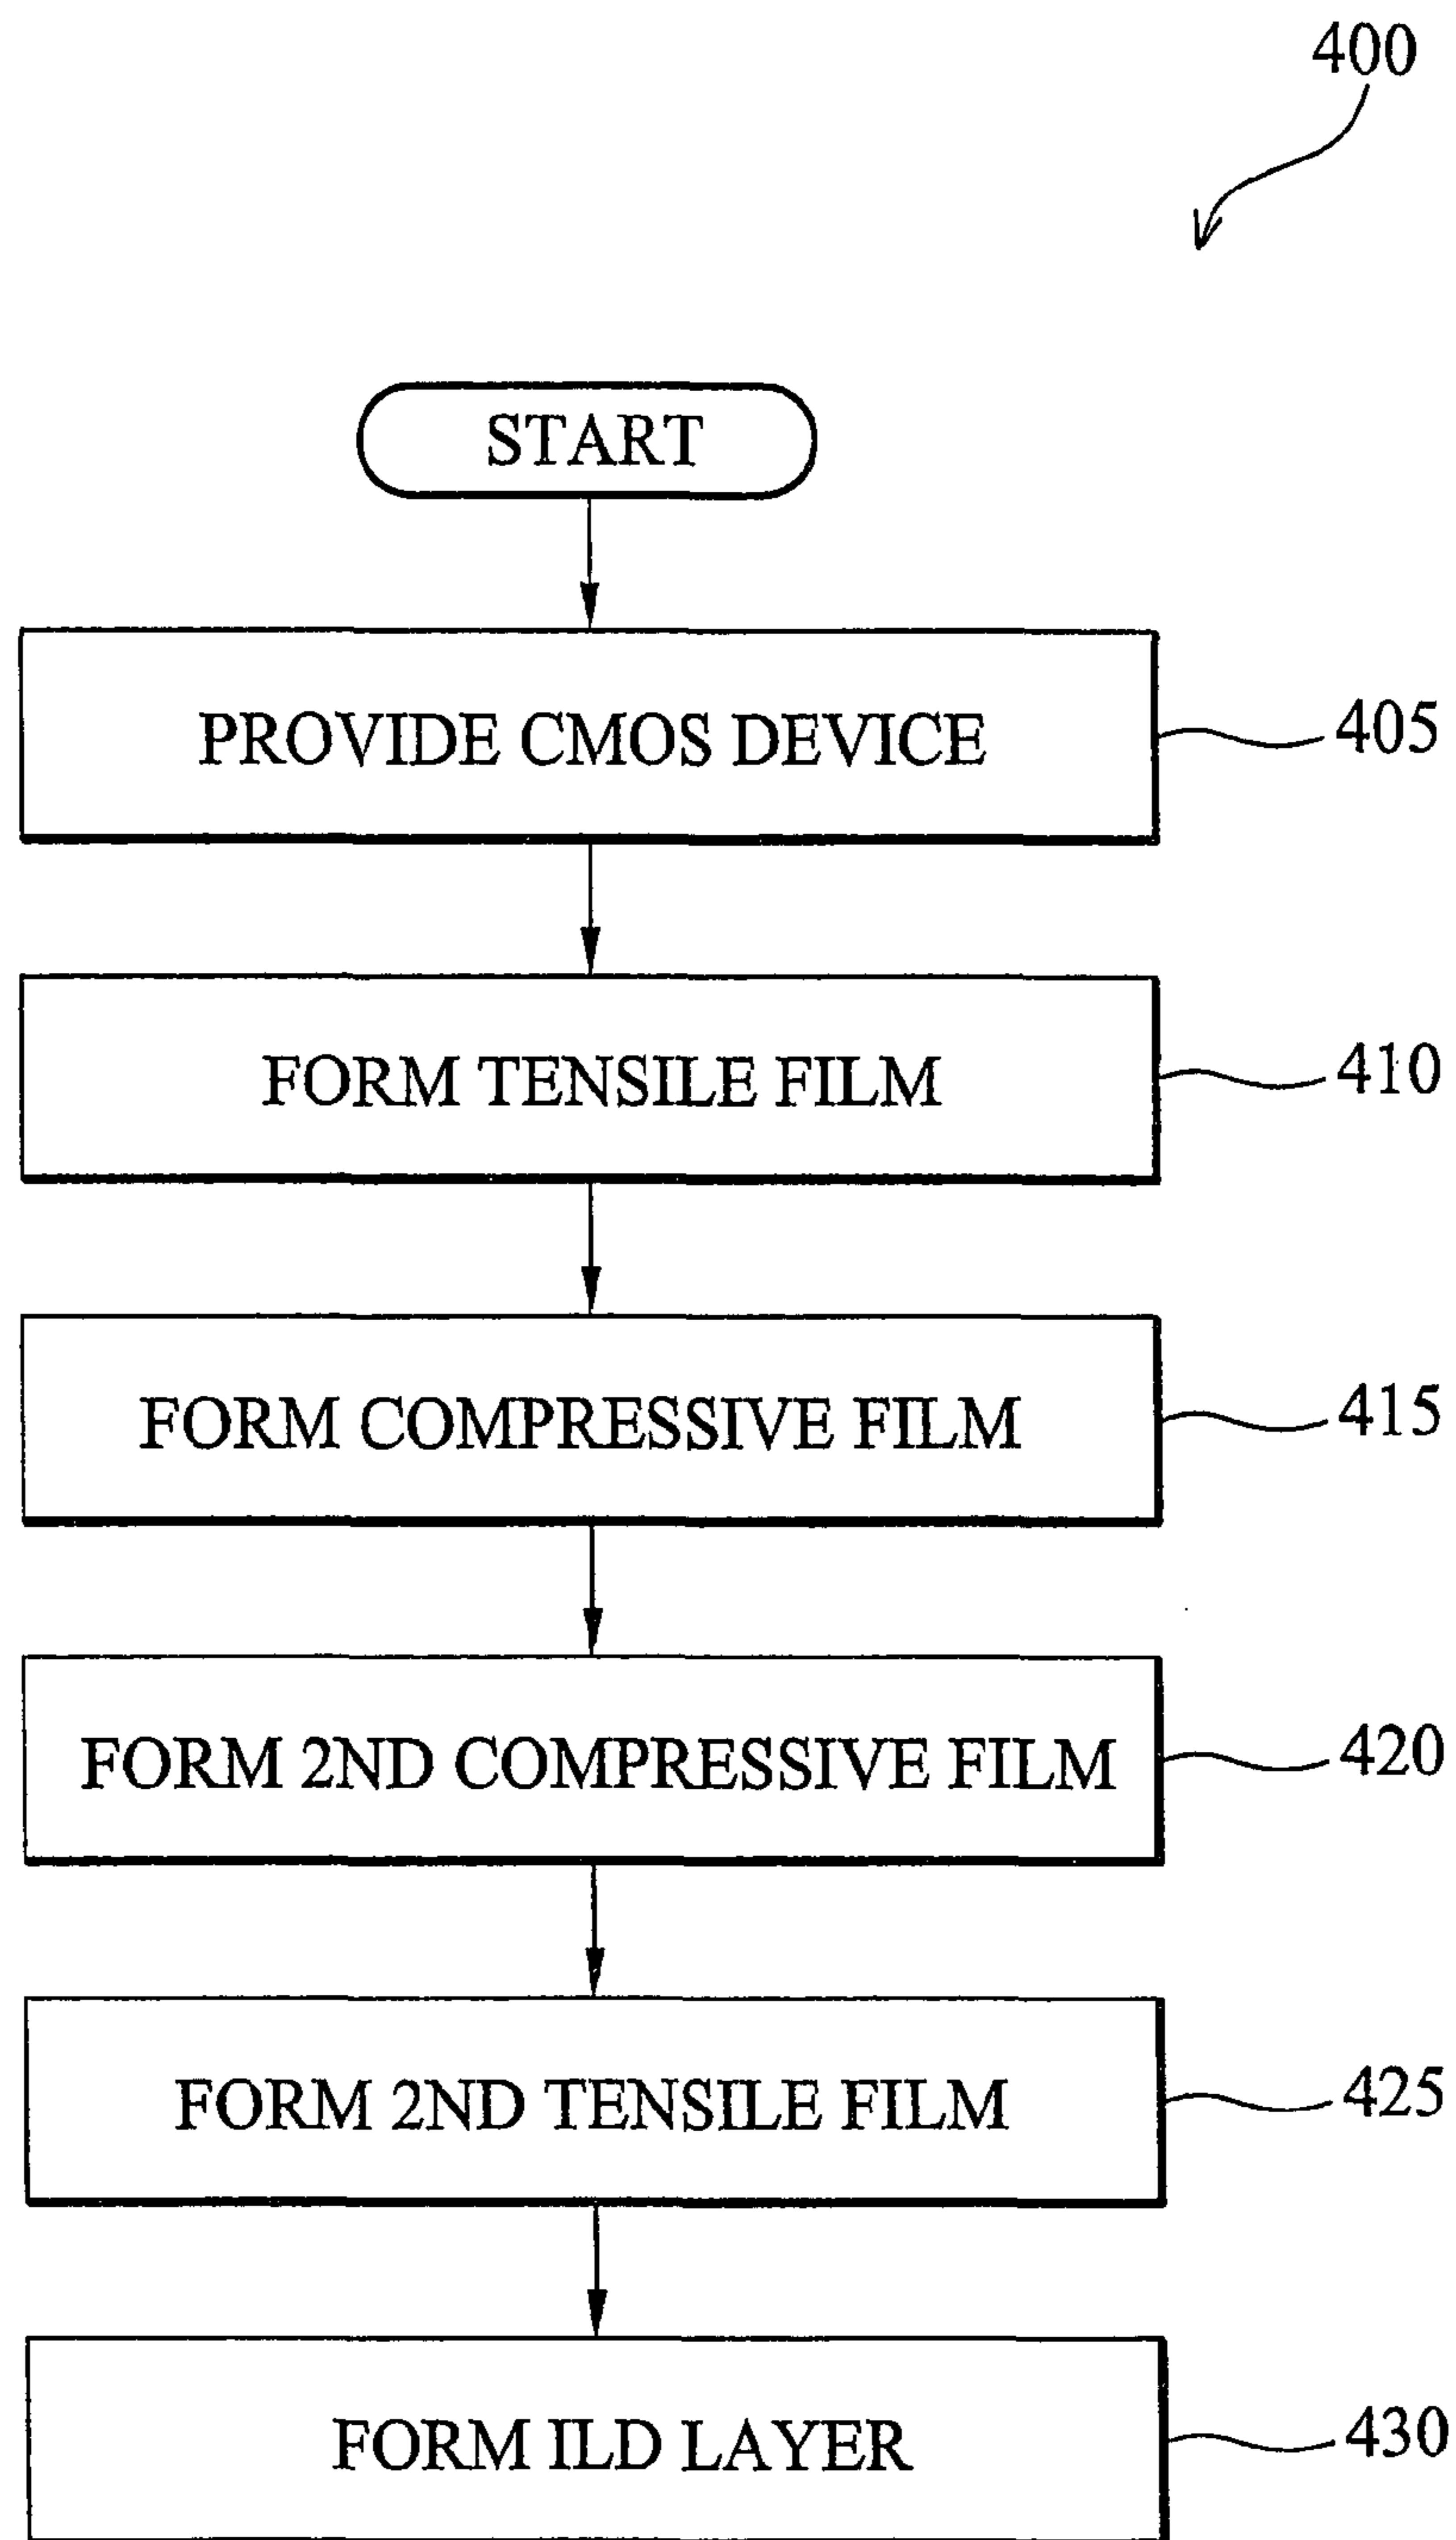 400
START
PROVIDE CMOS DEVICE
405
FORM TENSILE FILM
410
FORM COMPRESSIVE FILM
415
FORM 2ND COMPRESSIVE FILM
420
FORM 2ND TENSILE FILM
425
FORM ILD LAYER
430